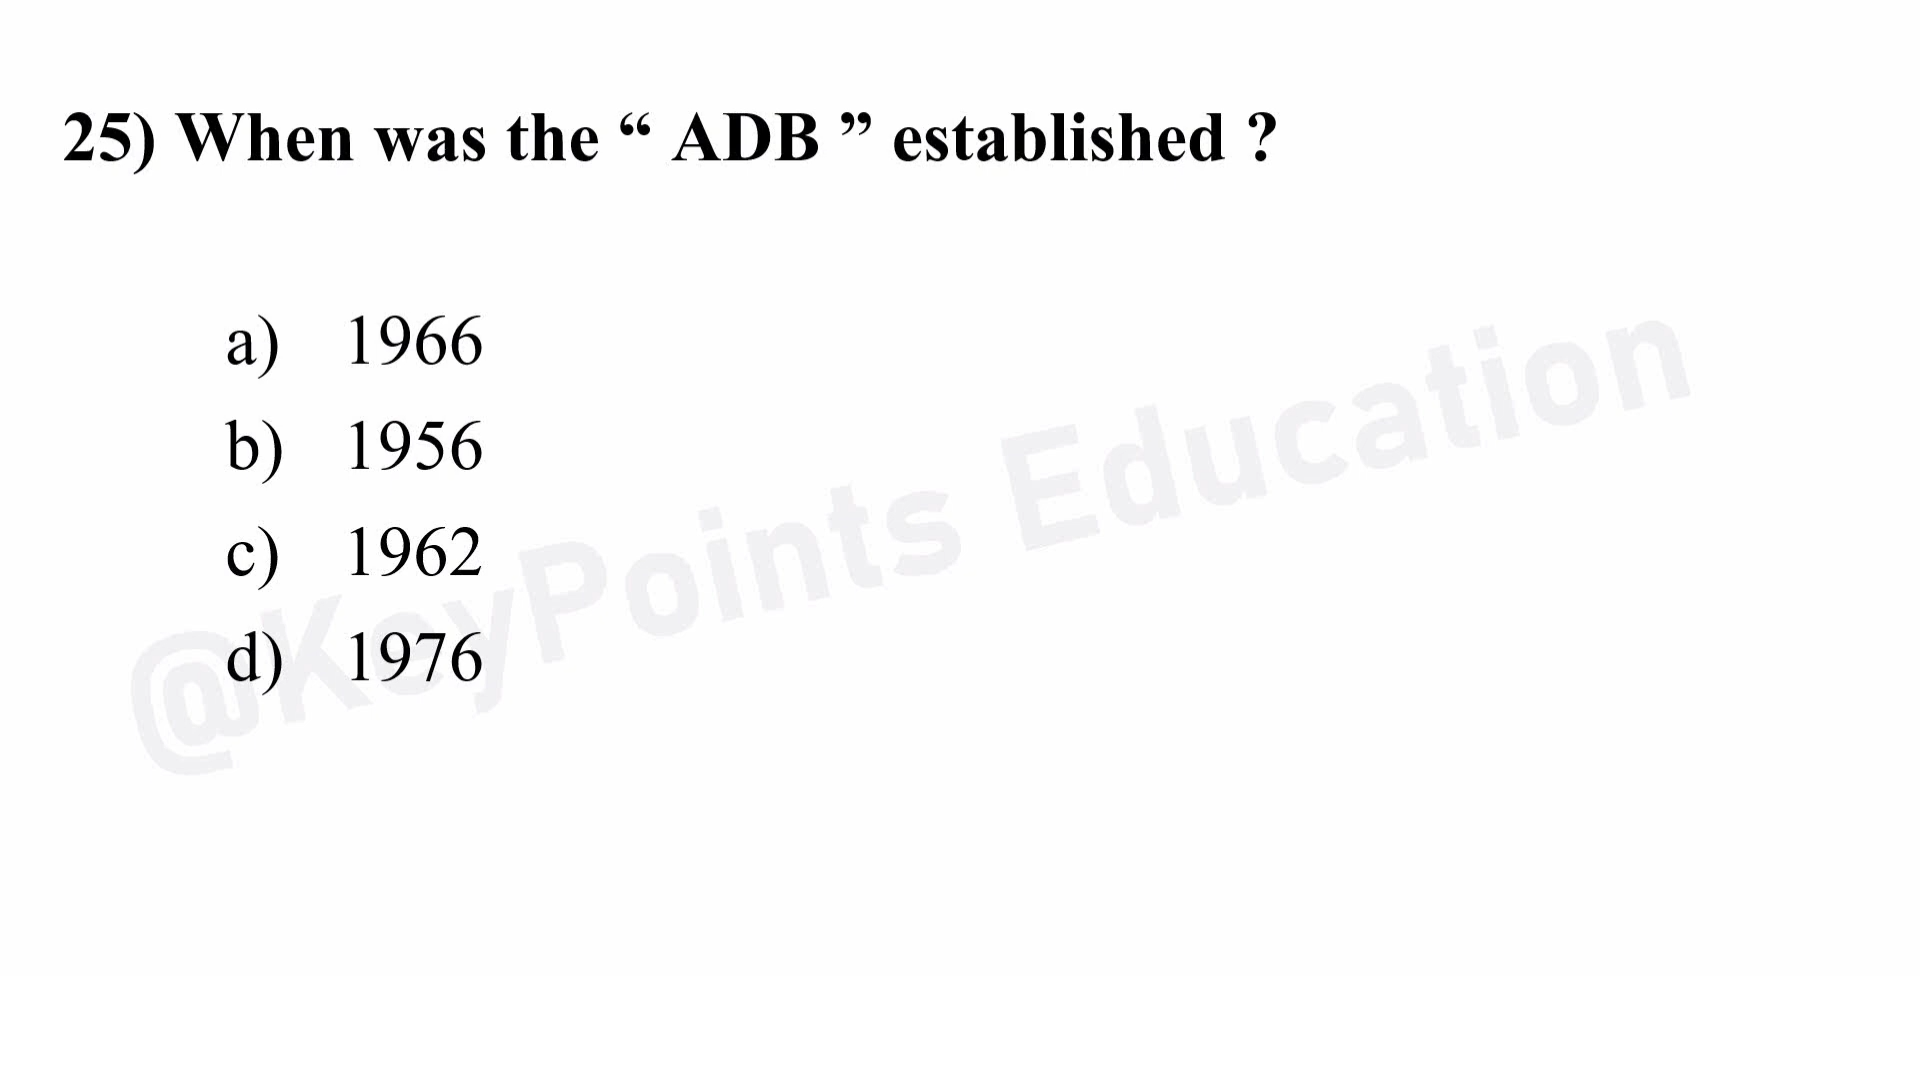 25) When was the “ ADB ” established ?
a) 1966
b) 1956
c) 1962
d) 1976
@KeyPoints Education